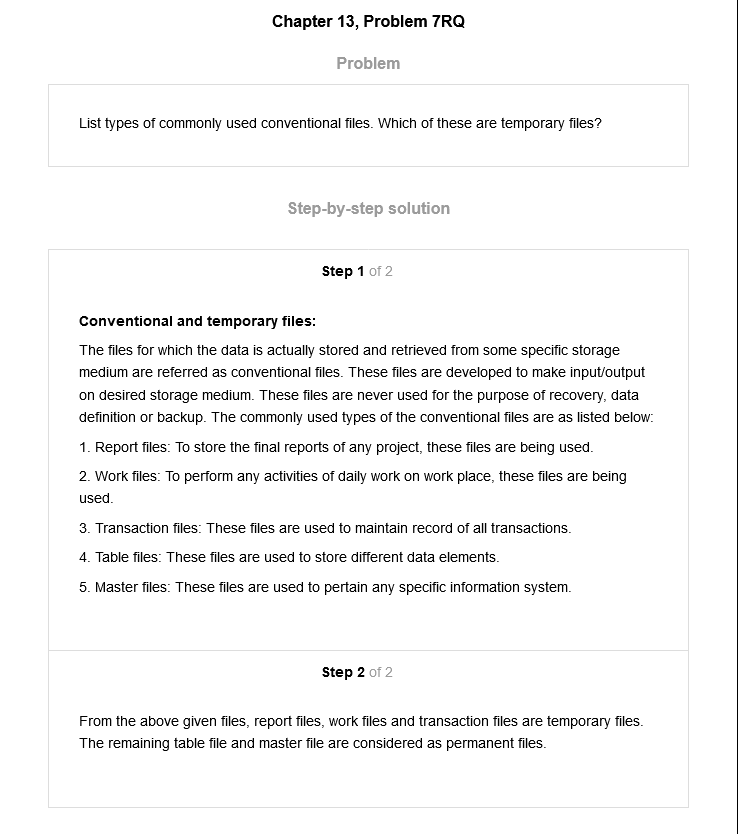 Chapter 13, Problem 7RQ
Problem
List types of commonly used conventional files. Which of these are temporary files?
Step-by-step solution
Step 1 of 2
Conventional and temporary files:
The files for which the data is actually stored and retrieved from some specific storage
medium are referred as conventional files. These files are developed to make input/output
on desired storage medium. These files are never used for the purpose of recovery, data
definition or backup. The commonly used types of the conventional files are as listed below:
1. Report files: To store the final reports of any project, these files are being used.
2. Work files: To perform any activities of daily work on work place, these files are being
used.
3. Transaction files: These files are used to maintain record of all transactions.
4. Table files: These files are used to store different data elements.
5. Master files: These files are used to pertain any specific information system.
Step 2 of 2
From the above given files, report files, work files and transaction files are temporary files.
The remaining table file and master file are considered as permanent files.